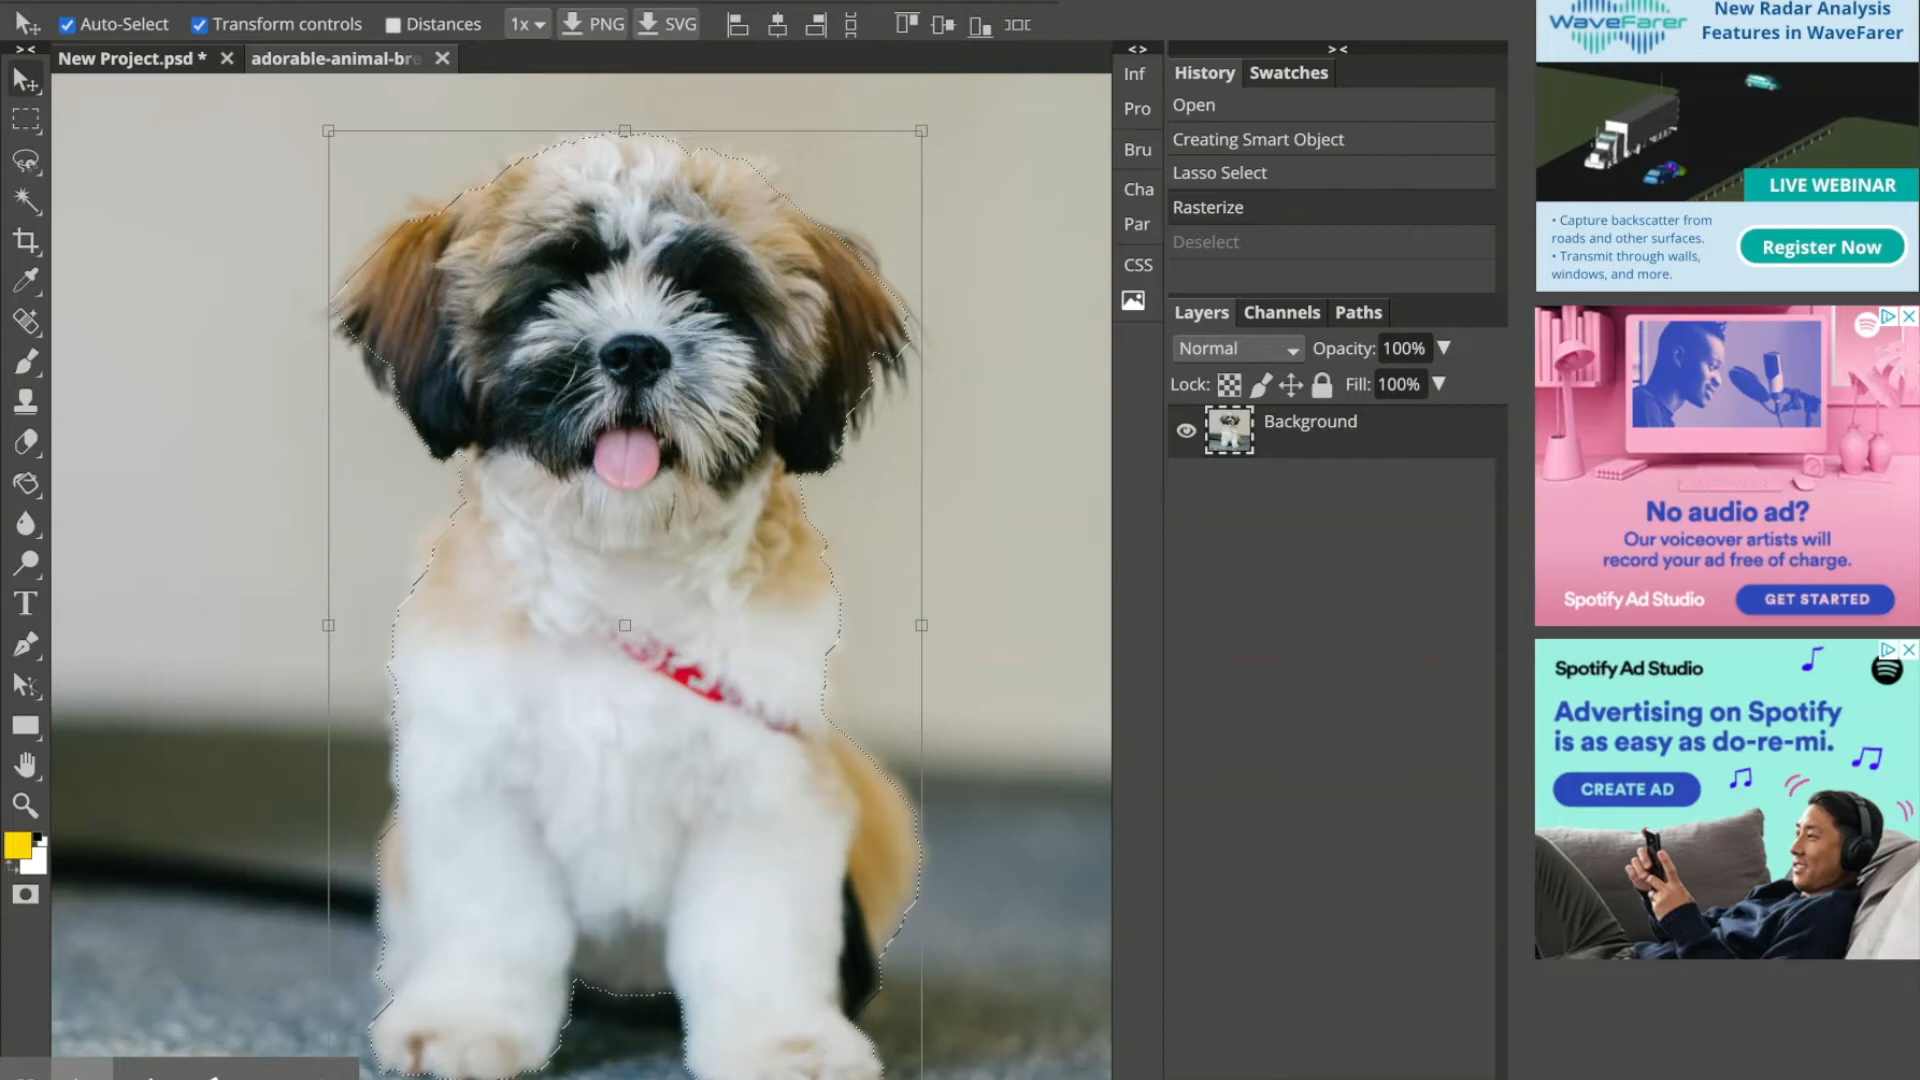 Auto-Select Transform controls Distances 1x PNG SVG
New Project.psd * adorable-animal-bre
Inf
Pro
Bru
Cha
Par
CSS
History Swatches
Open
Creating Smart Object
Lasso Select
Rasterize
Deselect
Layers Channels Paths
Normal Opacity: 100%
Lock: Fill: 100%
Background
WaveFarer
New Radar Analysis
Features in WaveFarer
LIVE WEBINAR
• Capture backscatter from
roads and other surfaces.
• Transmit through walls,
windows, and more.
Register Now
No audio ad?
Our voiceover artists will
record your ad free of charge.
Spotify Ad Studio GET STARTED
Spotify Ad Studio
Advertising on Spotify
is as easy as do-re-mi.
CREATE AD